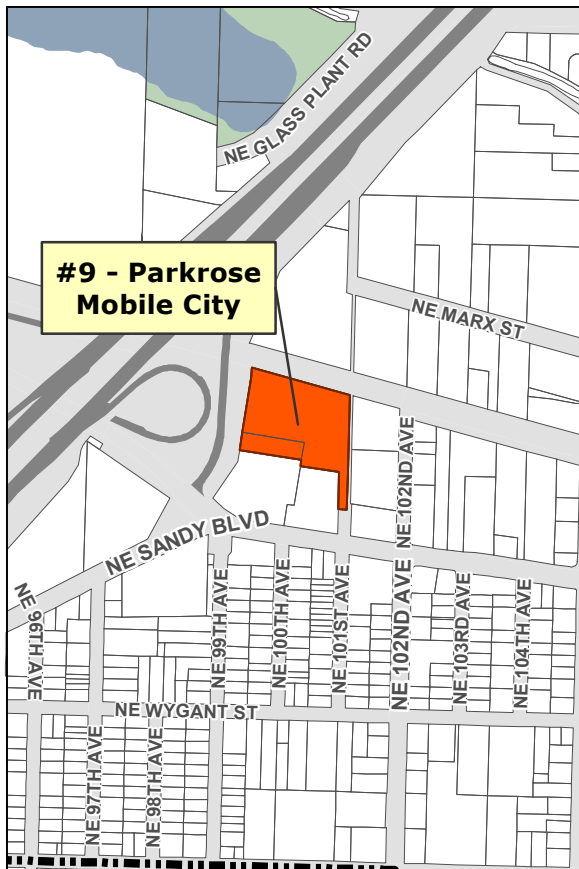 NE GLASS PLANT RD
#9 - Parkrose
Mobile City
NE MARX ST
NE 102ND AVE
NE SANDY BLVD
NE 96TH AVE
NE 99TH AVE
NE 100TH AVE
NE 101ST AVE
NE 102ND AVE
NE 103RD AVE
NE 104TH AVE
NE WYGANT ST
NE 97TH AVE
NE 98TH AVE